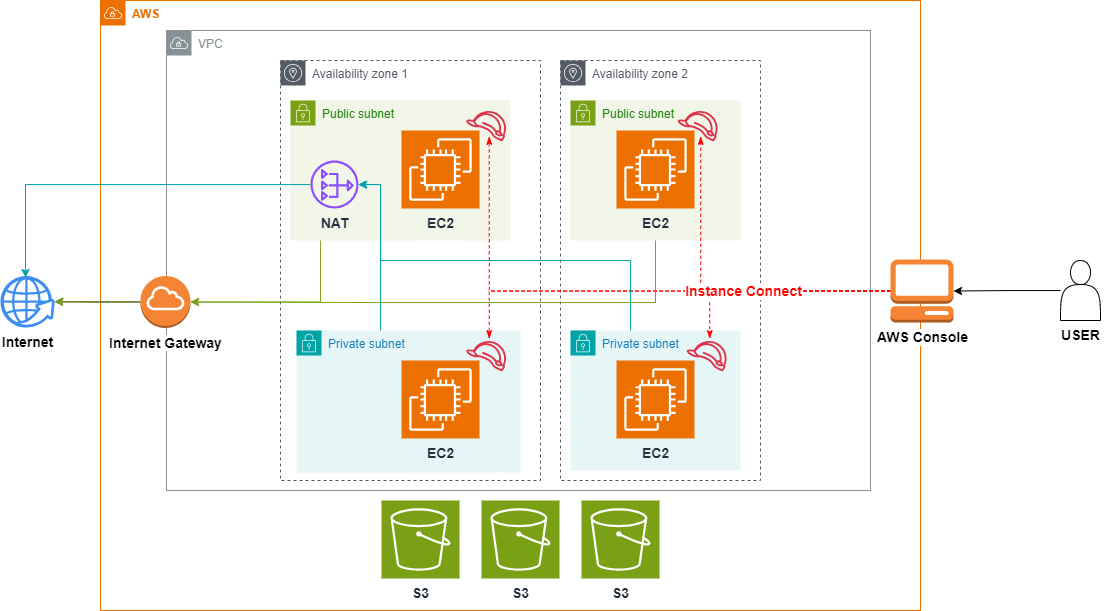 AWS
VPC
Availability zone 1
Availability zone 2
Public subnet
Public subnet
NAT
EC2
EC2
Instance Connect
Internet
Internet Gateway
AWS Console
USER
Private subnet
Private subnet
EC2
EC2
S3
S3
S3